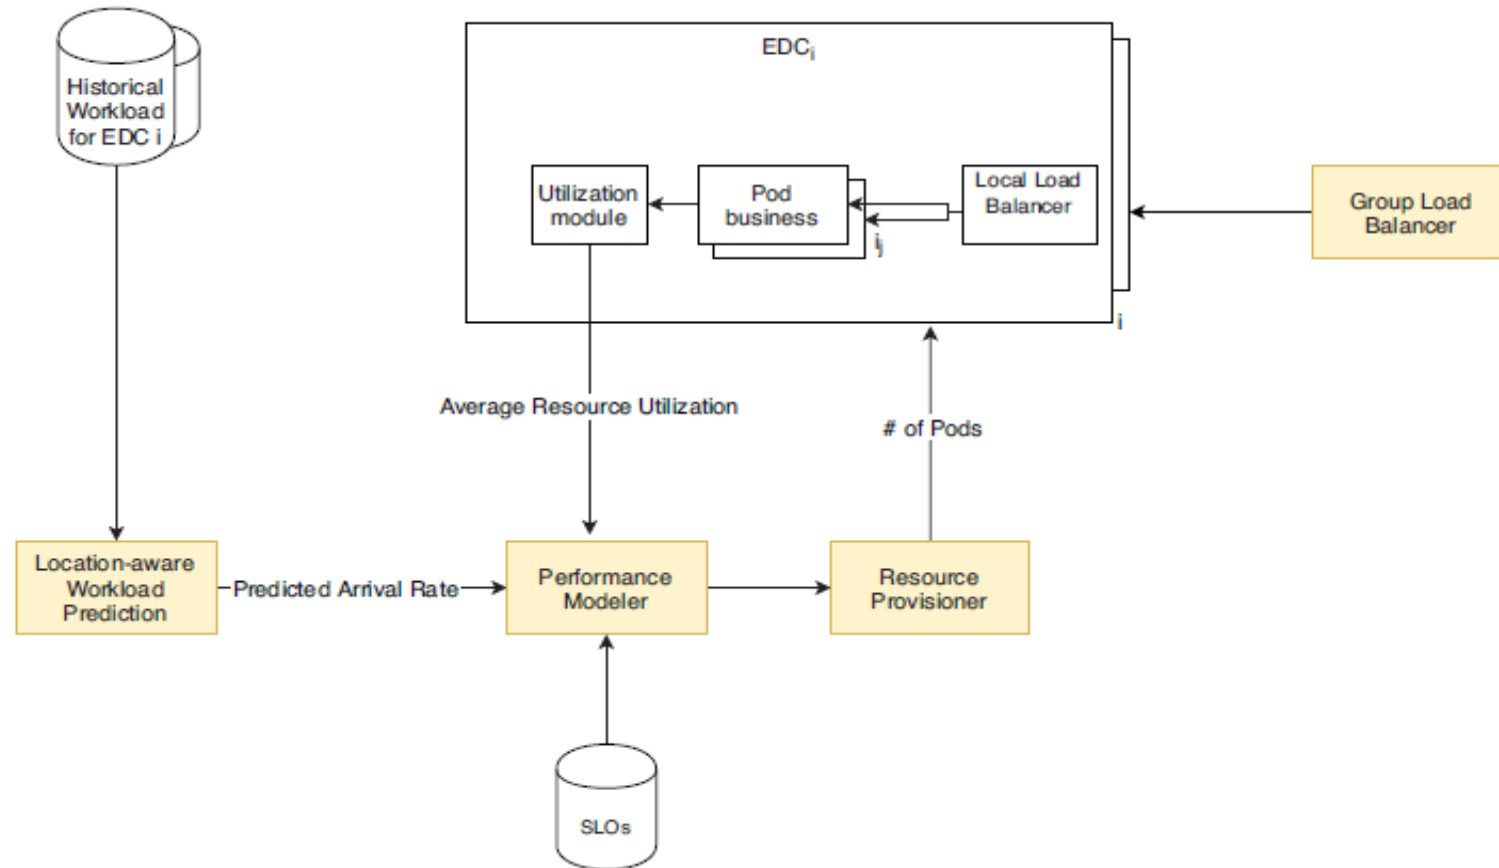 Historical
Workload
for EDC i
EDCi
Utilization
module
Pod
business
ij
Local Load
Balancer
i
Group Load
Balancer
Average Resource Utilization
# of Pods
Location-aware
Workload
Prediction
Predicted Arrival Rate
Performance
Modeler
Resource
Provisioner
SLOs